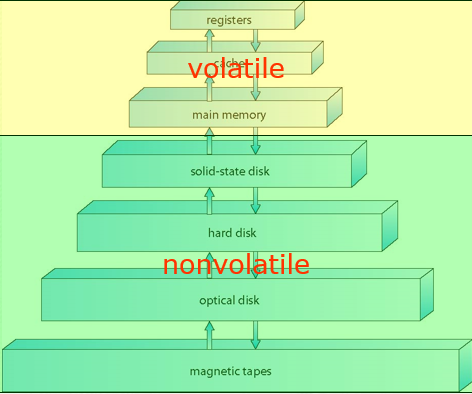 registers
cache
volatile
main memory
solid-state disk
hard disk
nonvolatile
optical disk
magnetic tapes